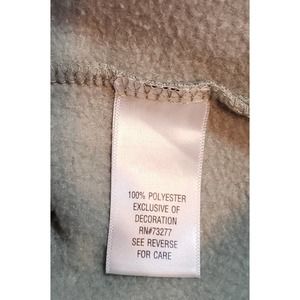 100% POLYESTER
EXCLUSIVE OF
DECORATION
RN#73277
SEE REVERSE
FOR CARE